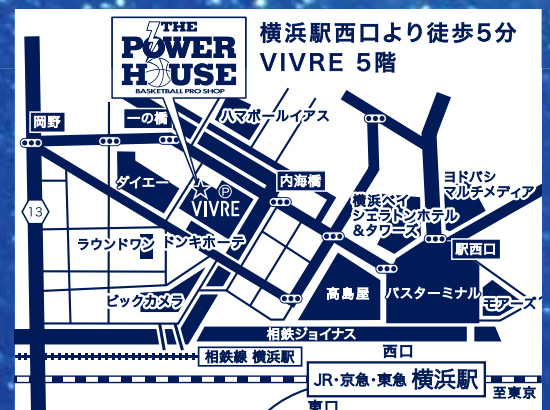 THE
POWER
HOUSE
BASKETBALL PRO SHOP
横浜駅西口より徒歩5分
VIVRE 5階
岡野
一の橋
ハマボールイアス
ダイエー
内海橋
ヨドバシ
マルチメディア
P
VIVRE
横浜ベイ
シェラトンホテル
&タワーズ
13
ラウンドワン
ドンキホーテ
駅西口
ビックカメラ
高島屋
バスターミナル
モアーズ
相鉄ジョイナス
相鉄線 横浜駅
西口
JR・京急・東急 横浜駅
至東京
東口